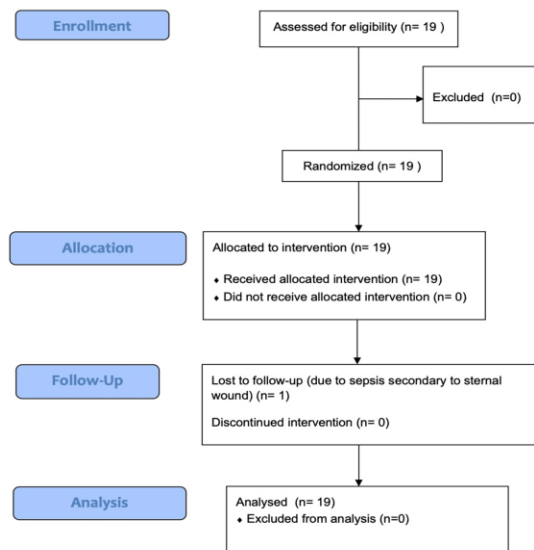 Enrollment
Assessed for eligibility (n= 19 )
Excluded (n=0)
Randomized (n= 19 )
Allocation
Allocated to intervention (n= 19)
⬧ Received allocated intervention (n= 19)
⬧ Did not receive allocated intervention (n= 0)
Follow-Up
Lost to follow-up (due to sepsis secondary to sternal
wound) (n= 1)
Discontinued intervention (n= 0)
Analysis
Analysed (n= 19)
⬧ Excluded from analysis (n=0)